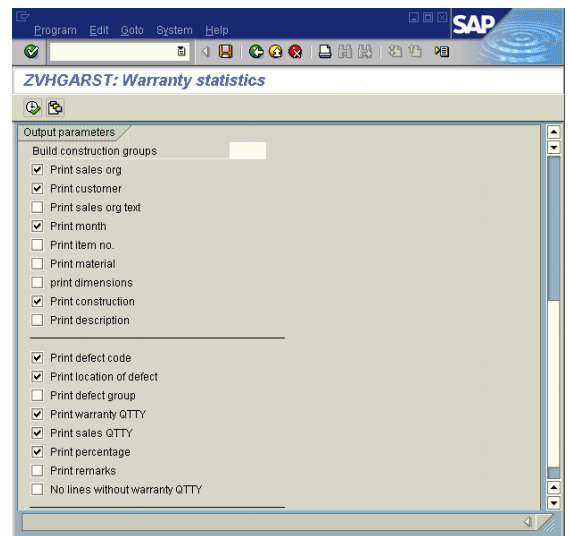 Program Edit Goto System Help
SAP
ZVHGARST: Warranty statistics
Output parameters
Build construction groups
Print sales org
Print customer
Print sales org text
Print month
Print item no.
Print material
print dimensions
Print construction
Print description
Print defect code
Print location of defect
Print defect group
Print warranty QTTY
Print sales QTTY
Print percentage
Print remarks
No lines without warranty QTTY